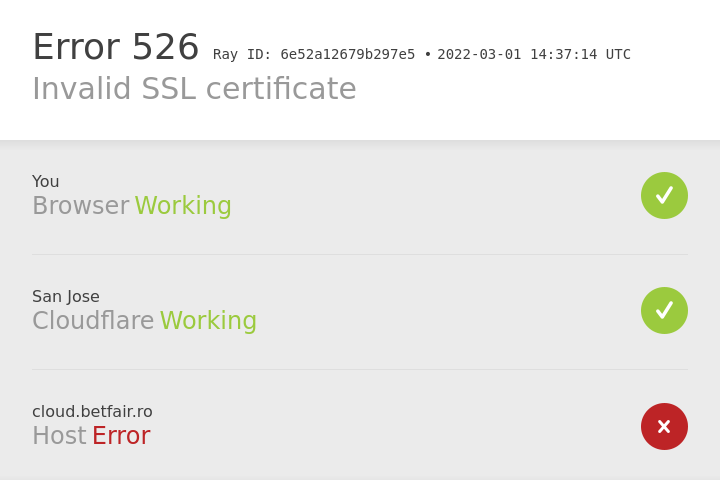 Error 526 Ray ID: 6e52a12679b297e5 • 2022-03-01 14:37:14 UTC
Invalid SSL certificate
You
Browser Working
San Jose
Cloudflare Working
cloud.betfair.ro
Host Error